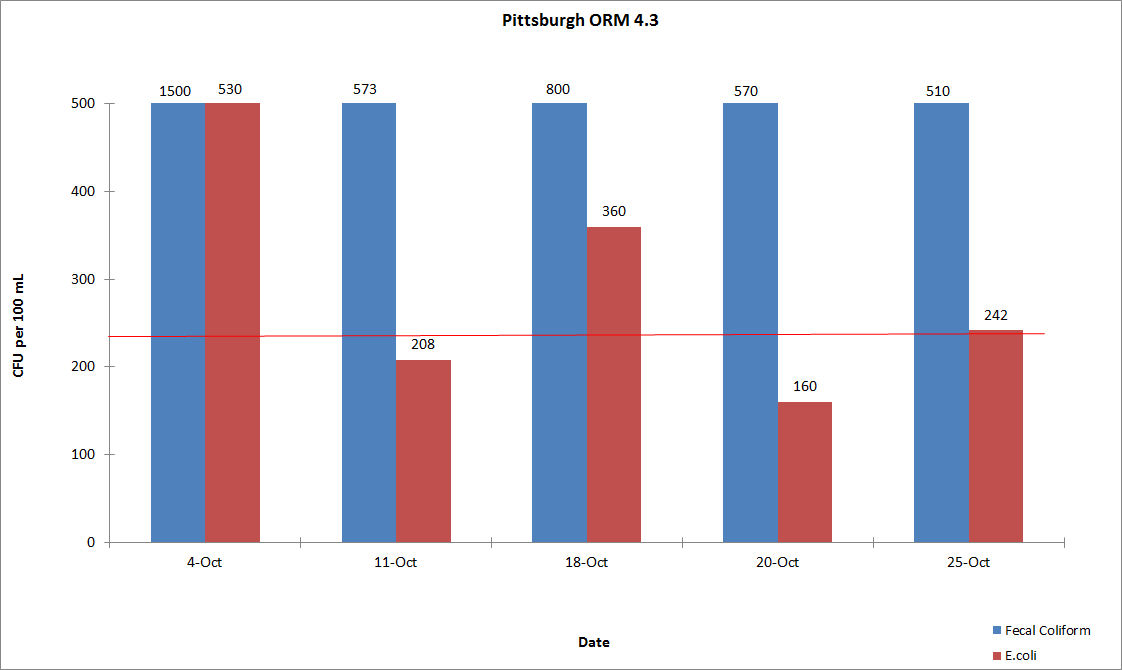 Pittsburgh ORM 4.3
1500 530 573 800 570 510
500
400
360
300
242
208
200
160
100
0
4-Oct 11-Oct 18-Oct 20-Oct 25-Oct
CFU per 100 mL
Date
Fecal Coliform
E.coli